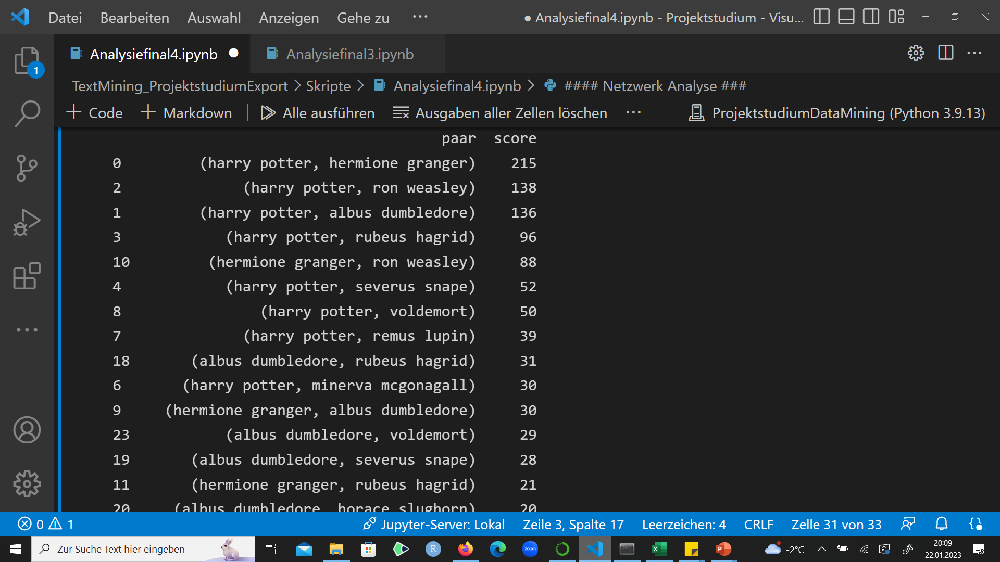 Datei Bearbeiten Auswahl Anzeigen Gehe zu ··· ● Analysiefinal4.ipynb - Projektstudium - Visu...
Analysiefinal4.ipynb ● Analysiefinal3.ipynb
1
TextMining_ProjektstudiumExport > Skripte > Analysiefinal4.ipynb > #### Netzwerk Analyse ###
+ Code + Markdown | Alle ausführen Ausgaben aller Zellen löschen ··· ProjektstudiumDataMining (Python 3.9.13)
paar score
0 (harry potter, hermione granger) 215
2 (harry potter, ron weasley) 138
1 (harry potter, albus dumbledore) 136
3 (harry potter, rubeus hagrid) 96
10 (hermione granger, ron weasley) 88
4 (harry potter, severus snape) 52
8 (harry potter, voldemort) 50
7 (harry potter, remus lupin) 39
18 (albus dumbledore, rubeus hagrid) 31
6 (harry potter, minerva mcgonagall) 30
9 (hermione granger, albus dumbledore) 30
23 (albus dumbledore, voldemort) 29
19 (albus dumbledore, severus snape) 28
11 (hermione granger, rubeus hagrid) 21
20 (albus dumbledore, horace slughorn) 20
0 1 Jupyter-Server: Lokal Zeile 3, Spalte 17 Leerzeichen: 4 CRLF Zelle 31 von 33
Zur Suche Text hier eingeben R zoom X P -2°C 20:09
22.01.2023